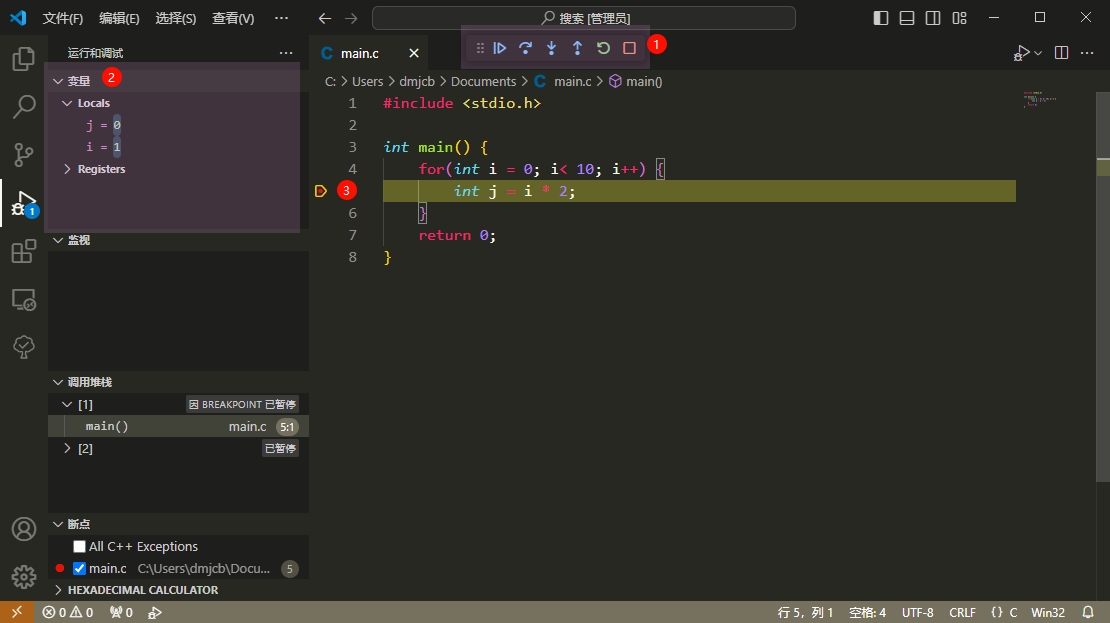 文件(F) 编辑(E) 选择(S) 查看(V) ··· 搜索 [管理员]
运行和调试 ···
main.c
1
C: > Users > dmjcb > Documents > C main.c > main()
变量 2
Locals
j = 0
i = 1
Registers
监视
调用堆栈
[1] 因 BREAKPOINT 已暂停
main() main.c 5:1
[2] 已暂停
断点
All C++ Exceptions
main.c C:\Users\dmjcb\Docu... 5
HEXADECIMAL CALCULATOR
1 #include <stdio.h>
2
3 int main() {
4 for(int i = 0; i< 10; i++) {
3 int j = i * 2;
6 }
7 return 0;
8 }
1
0 0 0 行 5，列 1 空格: 4 UTF-8 CRLF {} C Win32